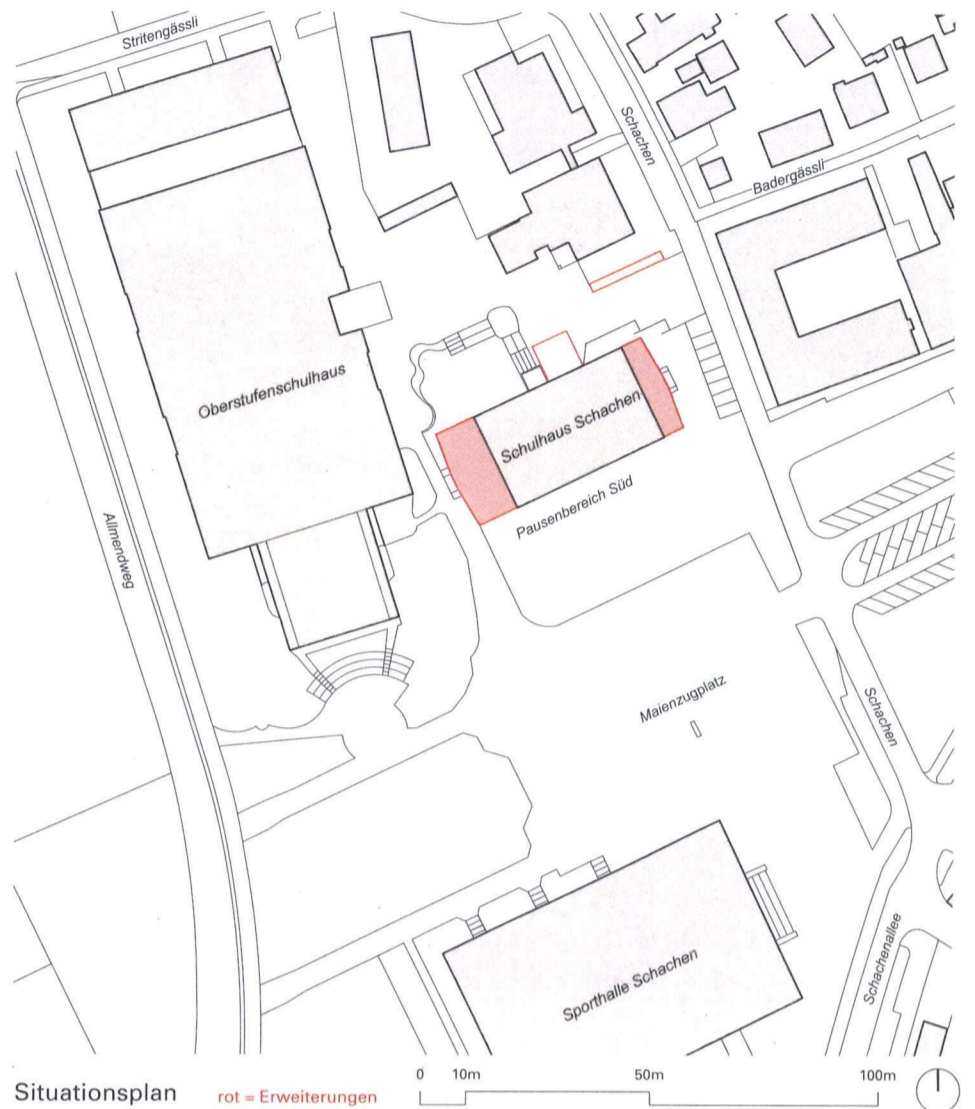 Stritengässli
Schachen
Badergässli
Oberstufenschulhaus
Schulhaus Schachen
Pausenbereich Süd
Allmendweg
Maienzugplatz
Schachen
Schachenallee
Sporthalle Schachen
0 10m 50m 100m
Situationsplan rot = Erweiterungen